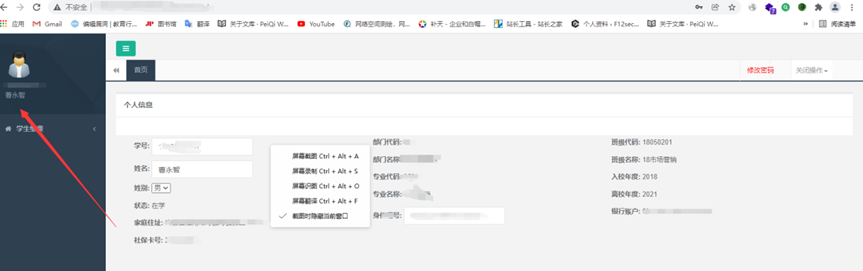 不安全
应用 Gmail 编辑漏亮 | 教育行... 图书馆 翻译 关于文库 - PeiQi W... YouTube 网络空间测绘, 网... 补天 - 企业和白帽... 站长工具 - 站长之家 个人资料 ‹ F12sec... 关于文库 - PeiQi W... » 阅读清单
曹永智
学生管理
首页 修改密码 关闭操作
个人信息
学号: 部门代码: 班级代码: 18050201
姓名: 曹永智 部门名称 班级名称: 18市场营销
性别: 男 专业代码: 入校年度: 2018
状态: 在学 专业名称: 离校年度: 2021
家庭住址: 身份证号: 银行账户:
社保卡号:
屏幕截图 Ctrl + Alt + A
屏幕录制 Ctrl + Alt + S
屏幕识图 Ctrl + Alt + O
屏幕翻译 Ctrl + Alt + F
截图时隐藏当前窗口